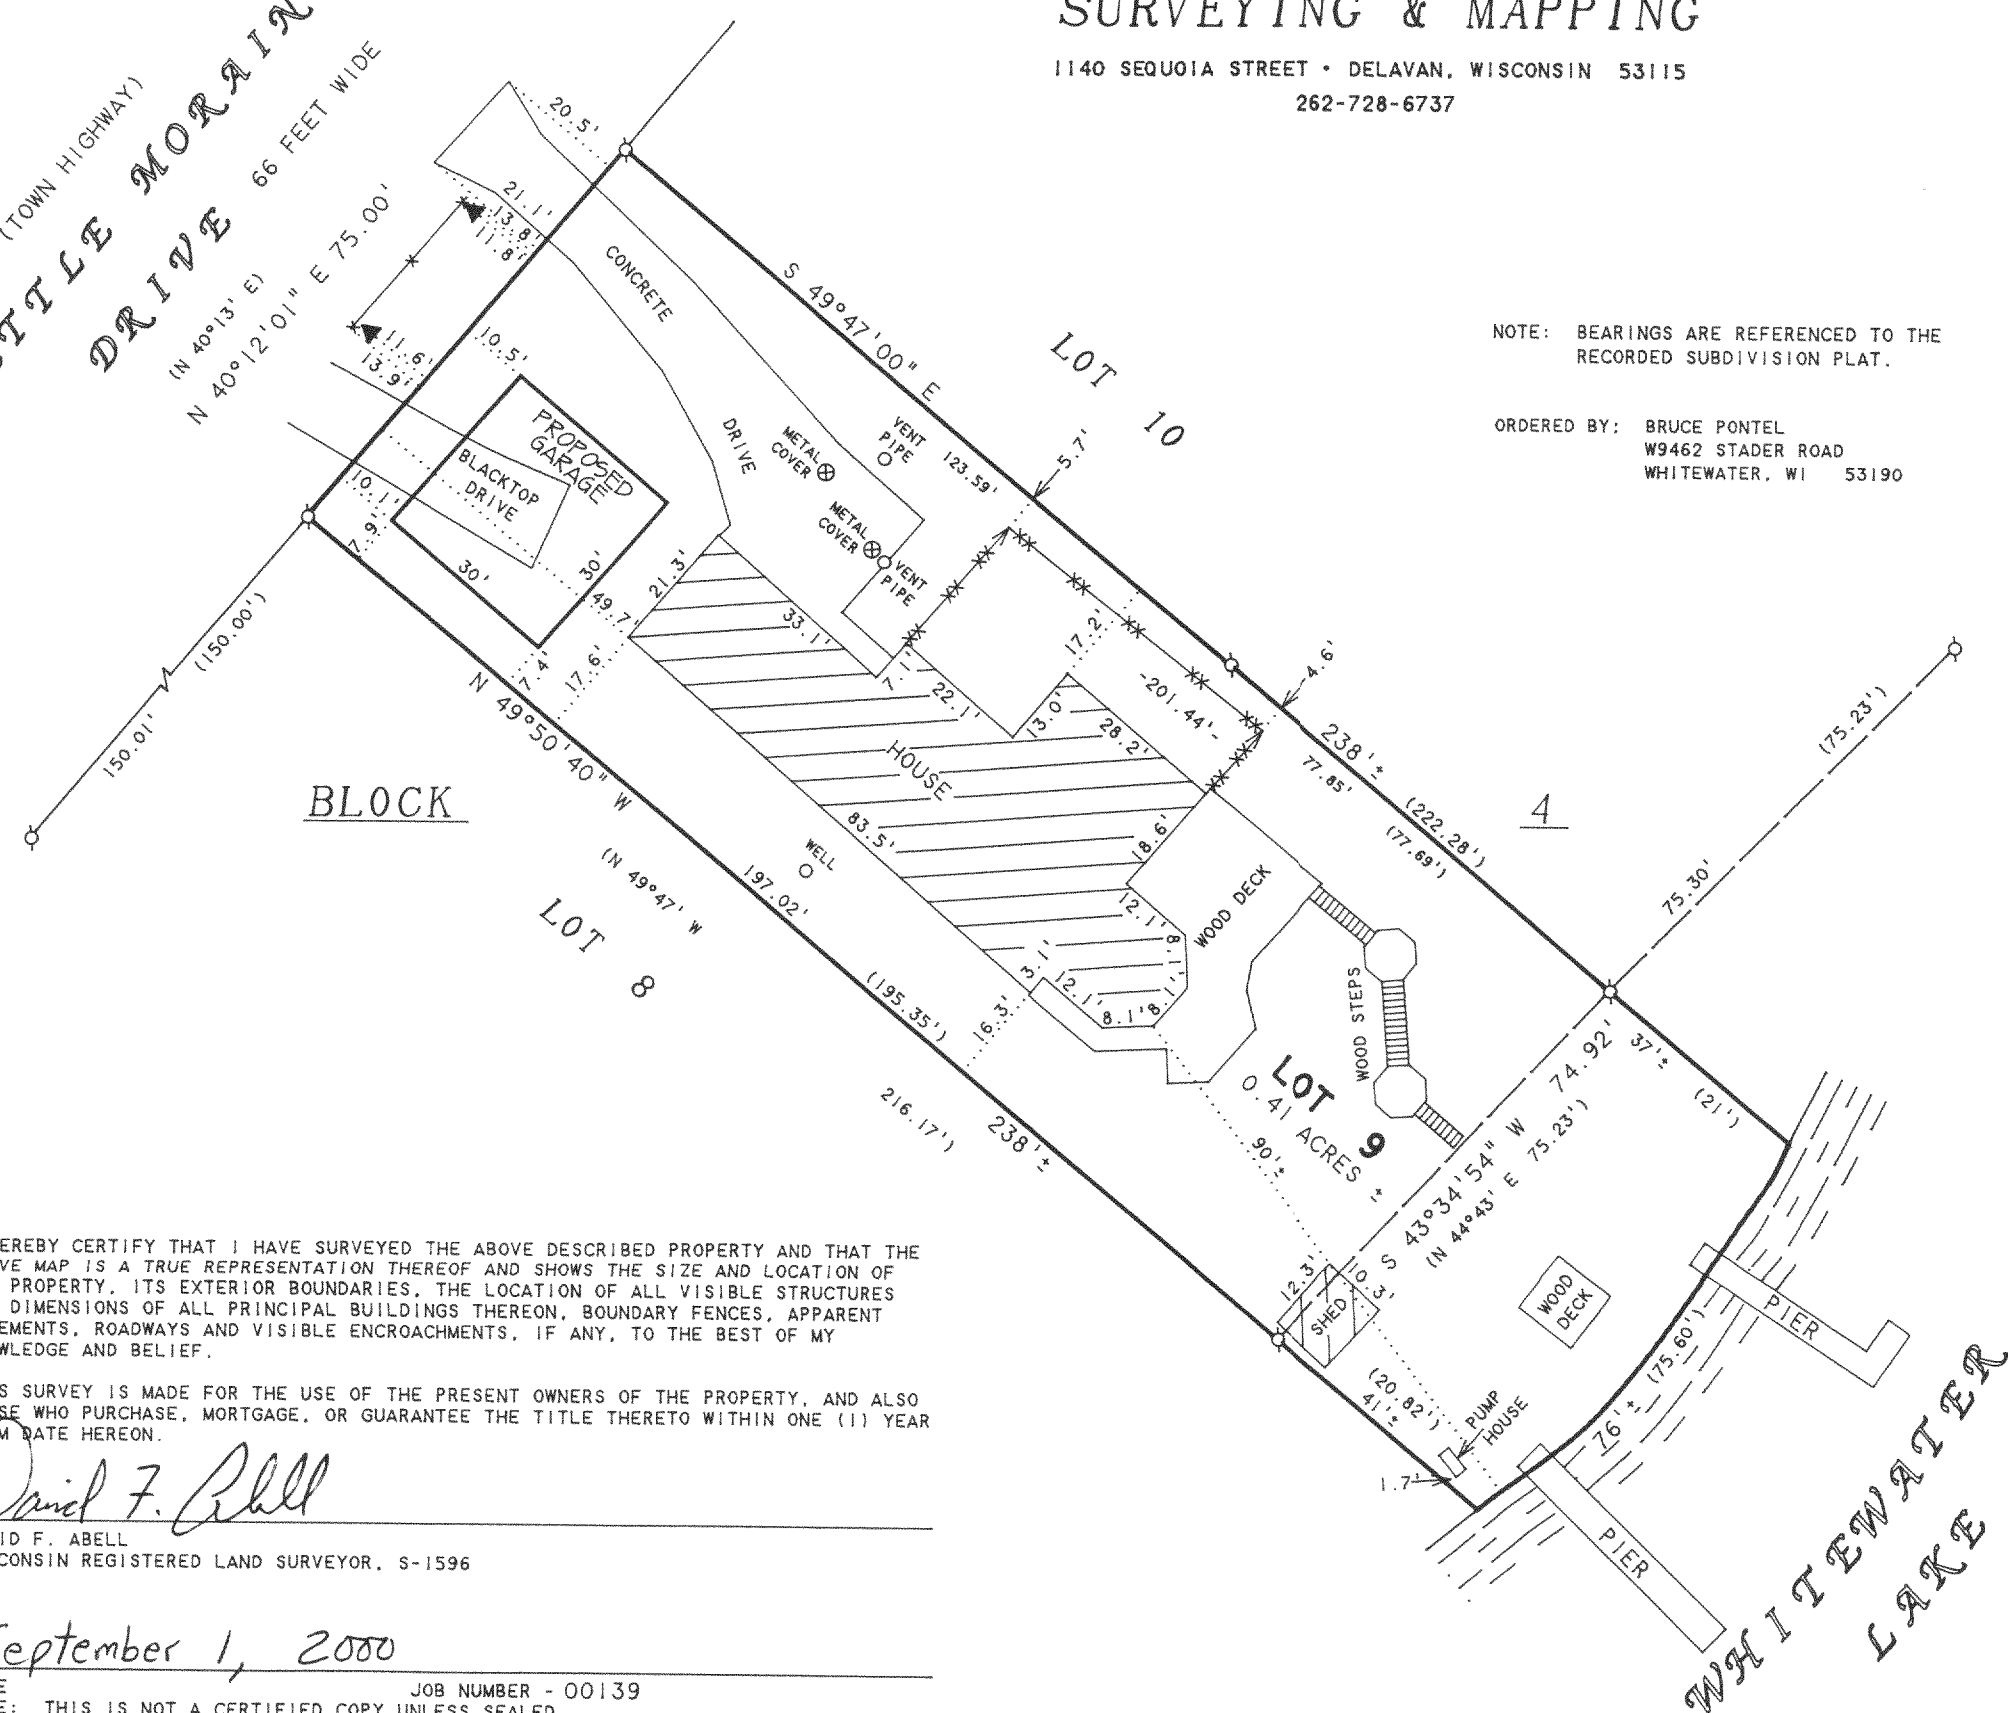 SURVEYING & MAPPING
1140 SEQUOIA STREET • DELAVAN, WISCONSIN 53115
262-728-6737
(TOWN HIGHWAY)
MORAIN
DRIVE 66 FEET WIDE
(N 40°13' E)
N 40°12'01" E 75.00'
20.5'
21.1'
13.8'
11.8'
11.6'
13.9'
10.5'
CONCRETE
DRIVE
PROPOSED
GARAGE
BLACKTOP
DRIVE
10.1'
7.9'
30'
30'
49.7'
7.4'
17.6'
21.3'
S 49°47'00" E
LOT 10
METAL
COVER
VENT
PIPE
123.59'
5.7'
METAL
COVER
VENT
PIPE
33.1'
7.1'
22.1'
13.0'
17.2'
28.2'
-201.44'-
4.6'
238'±
77.85'
(222.28')
(77.69')
4
(75.23')
75.30'
NOTE: BEARINGS ARE REFERENCED TO THE
RECORDED SUBDIVISION PLAT.
ORDERED BY: BRUCE PONTEL
W9462 STADER ROAD
WHITEWATER, WI 53190
(150.00')
150.01'
BLOCK
N 49°50'40" W
(N 49°47' W
LOT 8
HOUSE
83.5'
WELL
197.02'
(195.35')
216.17')
238'±
18.6'
12.1'
8.1'
8.1'
8.1'
12.1'
3.1'
16.3'
WOOD DECK
WOOD STEPS
LOT 9
0.41 ACRES ±
90'±
S 43°34'54" W 74.92'
(N 44°43' E 75.23')
37'±
(21')
12.3'
10.3'
SHED
WOOD
DECK
(20.82')
41'±
PUMP
HOUSE
1.7'
(75.60')
76'±
PIER
PIER
WHITEWATER
LAKE
EREBY CERTIFY THAT I HAVE SURVEYED THE ABOVE DESCRIBED PROPERTY AND THAT THE
VE MAP IS A TRUE REPRESENTATION THEREOF AND SHOWS THE SIZE AND LOCATION OF
PROPERTY, ITS EXTERIOR BOUNDARIES, THE LOCATION OF ALL VISIBLE STRUCTURES
DIMENSIONS OF ALL PRINCIPAL BUILDINGS THEREON, BOUNDARY FENCES, APPARENT
EMENTS, ROADWAYS AND VISIBLE ENCROACHMENTS, IF ANY, TO THE BEST OF MY
WLEDGE AND BELIEF.
S SURVEY IS MADE FOR THE USE OF THE PRESENT OWNERS OF THE PROPERTY, AND ALSO
SE WHO PURCHASE, MORTGAGE, OR GUARANTEE THE TITLE THERETO WITHIN ONE (1) YEAR
M DATE HEREON.
David F. Abell
ID F. ABELL
CONSIN REGISTERED LAND SURVEYOR, S-1596
eptember 1, 2000
E
JOB NUMBER - 00139
E: THIS IS NOT A CERTIFIED COPY UNLESS SEALED